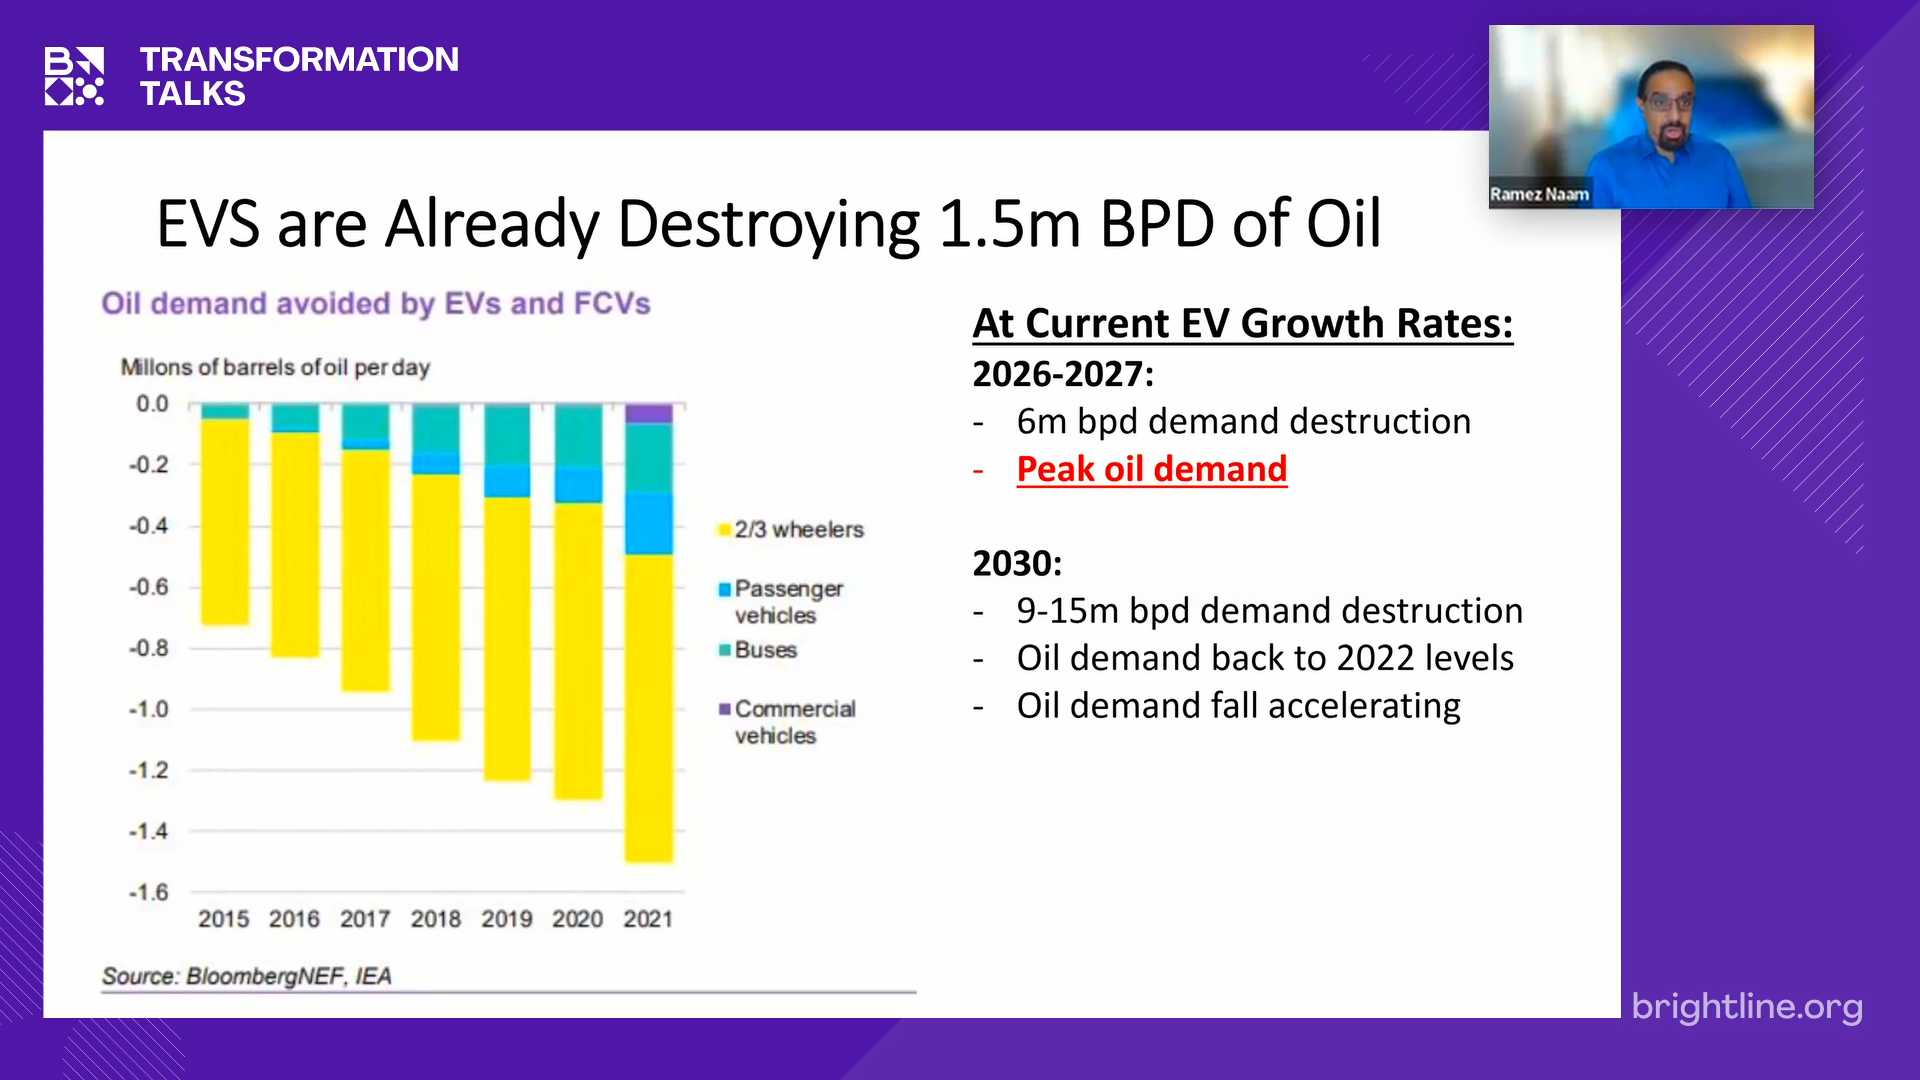 B
TRANSFORMATION
TALKS
Ramez Naam
EVS are Already Destroying 1.5m BPD of Oil
Oil demand avoided by EVs and FCVs
Millons of barrels of oil per day
0.0
-0.2
-0.4
-0.6
-0.8
-1.0
-1.2
-1.4
-1.6
2015 2016 2017 2018 2019 2020 2021
2/3 wheelers
Passenger
vehicles
Buses
Commercial
vehicles
Source: BloombergNEF, IEA
At Current EV Growth Rates:
2026-2027:
- 6m bpd demand destruction
- Peak oil demand
2030:
- 9-15m bpd demand destruction
- Oil demand back to 2022 levels
- Oil demand fall accelerating
brightline.org